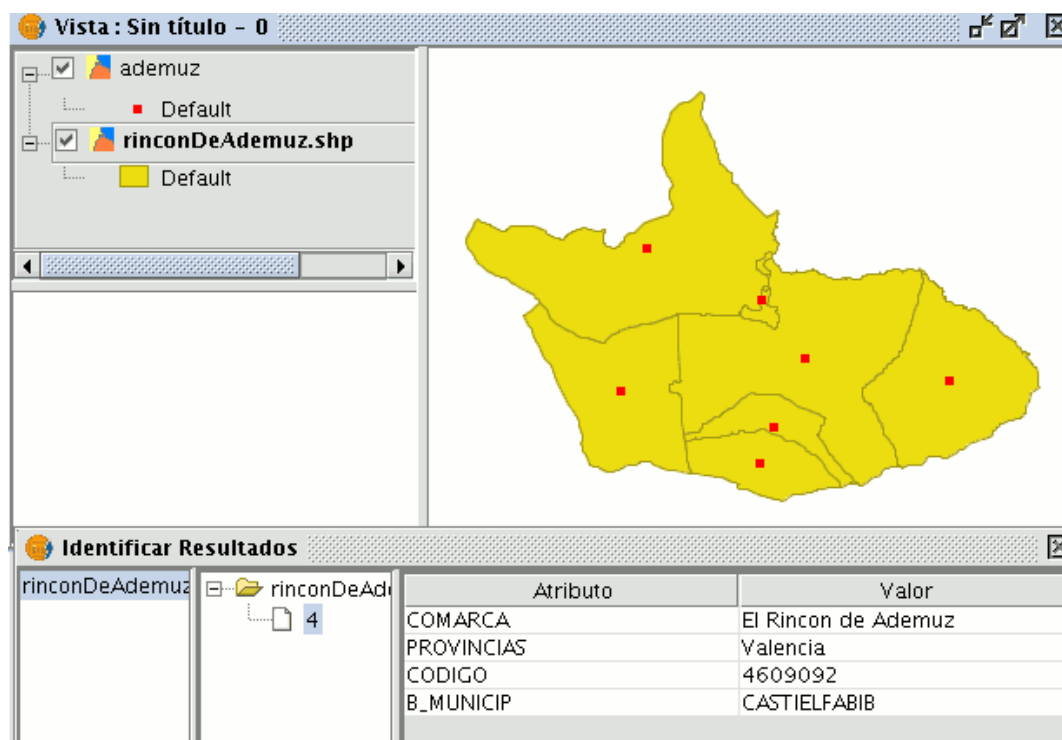 Vista : Sin título - 0
ademuz
Default
rinconDeAdemuz.shp
Default
Identificar Resultados
rinconDeAdemuz
rinconDeAd
4
Atributo Valor
COMARCA El Rincon de Ademuz
PROVINCIAS Valencia
CODIGO 4609092
B_MUNICIP CASTIELFABIB